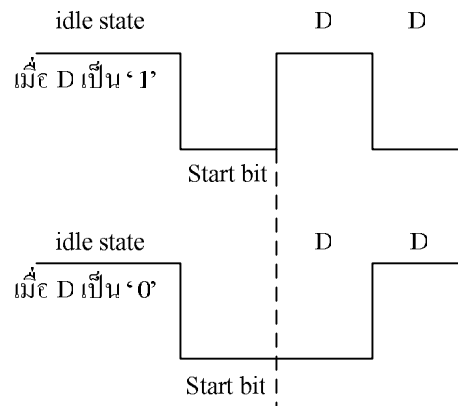 idle state D D
เมื่อ D เป็น ‘ 1’
Start bit
idle state D D
เมื่อ D เป็น ‘ 0’
Start bit